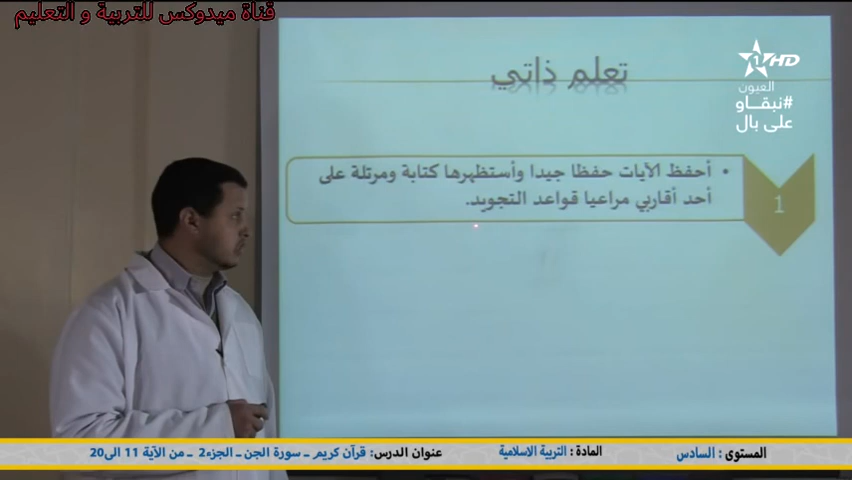 قناة ميدوكس للتربية و التعليم
تعلم ذاتي
1HD
العيون
#نبقاو
على بال
• أحفظ الآيات حفظا جيدا وأستظهرها كتابة ومرتلة على
أحد أقاربي مراعيا قواعد التجويد.
1
المستوى : السادس المادة : التربية الاسلامية عنوان الدرس: قرآن كريم ـ سورة الجن ـ الجزء2 ـ من الآية 11 الى20